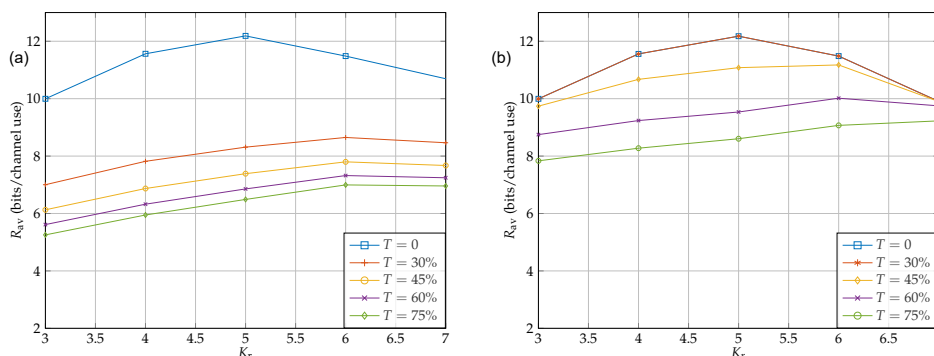 (a)
12
10
8
6
4
2
R_av (bits/channel use)
3 3.5 4 4.5 5 5.5 6 6.5 7
K_r
T = 0
T = 30%
T = 45%
T = 60%
T = 75%
(b)
12
10
8
6
4
2
R_av (bits/channel use)
3 3.5 4 4.5 5 5.5 6 6.5
K_r
T = 0
T = 30%
T = 45%
T = 60%
T = 75%